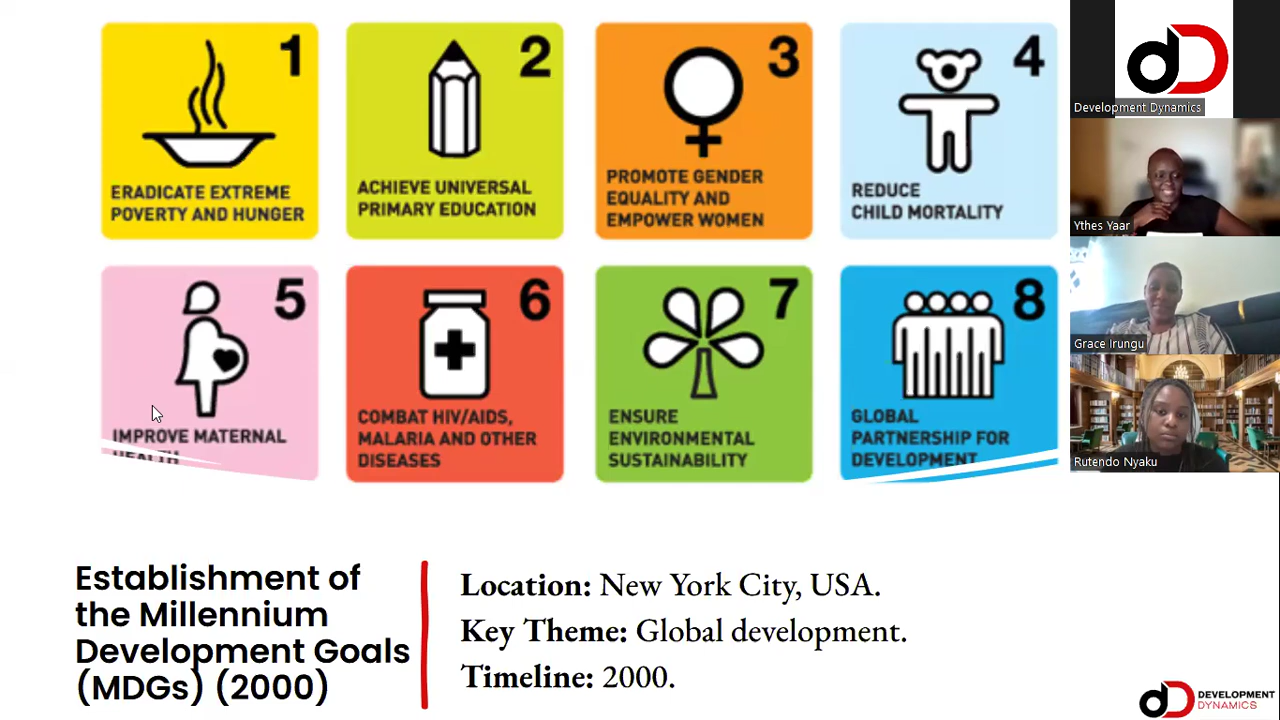 1
ERADICATE EXTREME
POVERTY AND HUNGER
2
ACHIEVE UNIVERSAL
PRIMARY EDUCATION
3
PROMOTE GENDER
EQUALITY AND
EMPOWER WOMEN
4
REDUCE
CHILD MORTALITY
5
IMPROVE MATERNAL
HEALTH
6
COMBAT HIV/AIDS,
MALARIA AND OTHER
DISEASES
7
ENSURE
ENVIRONMENTAL
SUSTAINABILITY
8
GLOBAL
PARTNERSHIP FOR
DEVELOPMENT
Establishment of
the Millennium
Development Goals
(MDGs) (2000)
Location: New York City, USA.
Key Theme: Global development.
Timeline: 2000.
dD
Development Dynamics
Ythes Yaar
Grace Irungu
Rutendo Nyaku
dD DEVELOPMENT
DYNAMICS